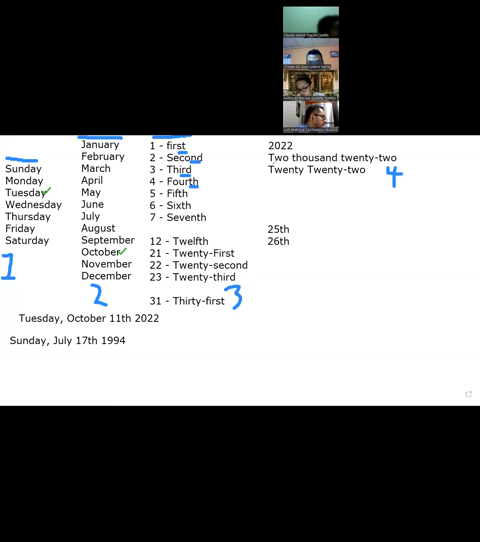 Sunday
Monday
Tuesday
Wednesday
Thursday
Friday
Saturday
1
January
February
March
April
May
June
July
August
September
October
November
December
2
1 - first
2 - Second
3 - Third
4 - Fourth
5 - Fifth
6 - Sixth
7 - Seventh
12 - Twelfth
21 - Twenty-First
22 - Twenty-second
23 - Twenty-third
31 - Thirty-first
3
2022
Two thousand twenty-two
Twenty Twenty-two
4
25th
26th
Tuesday, October 11th 2022
Sunday, July 17th 1994